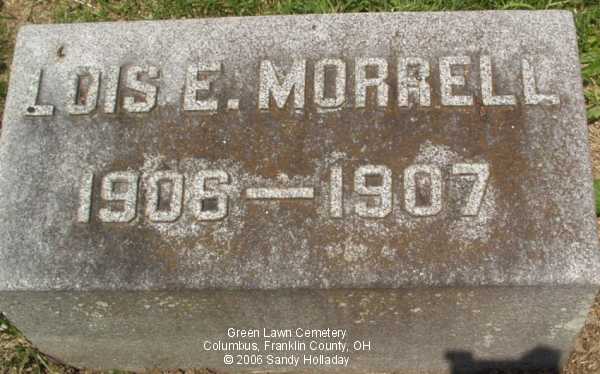 LOIS E. MORRELL
1906—1907
Green Lawn Cemetery
Columbus, Franklin County, OH
© 2006 Sandy Holladay